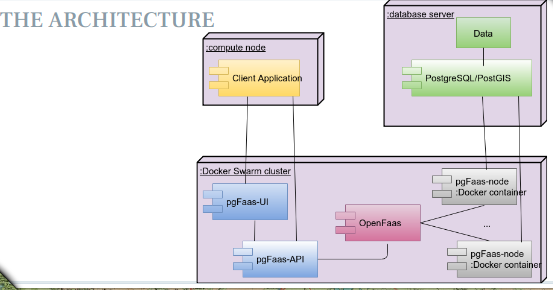 THE ARCHITECTURE
:compute node
Client Application
:database server
Data
PostgreSQL/PostGIS
:Docker Swarm cluster
pgFaas-UI
OpenFaas
pgFaas-node
:Docker container
...
pgFaas-API
pgFaas-node
:Docker container